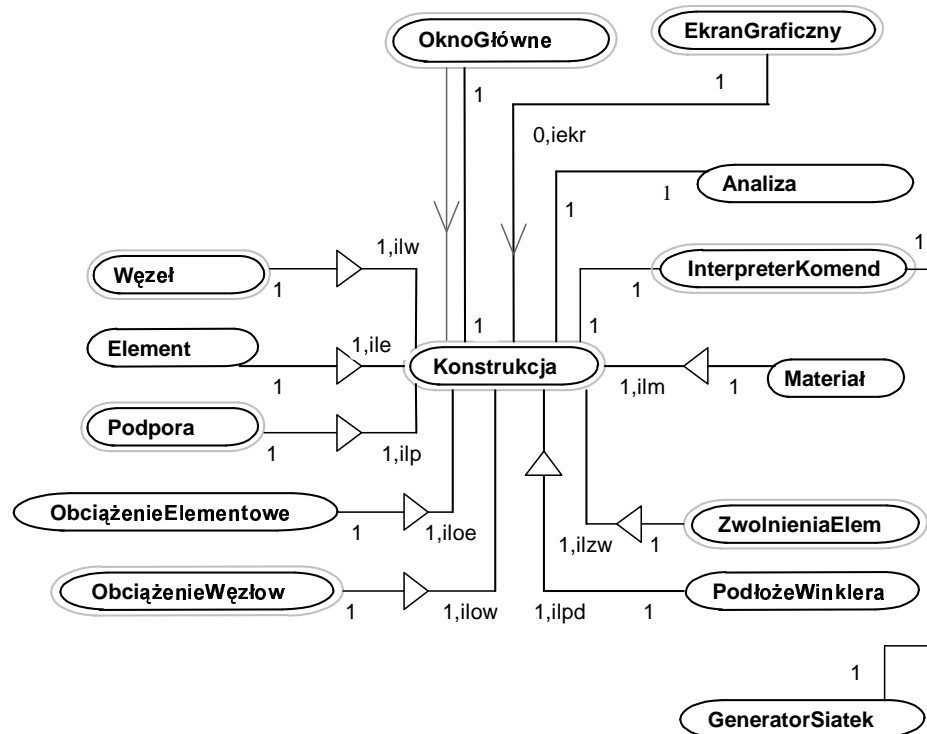 OknoGłówne
EkranGraficzny
1
1
0,iekr
Analiza
1
1
1,ilw
1
Węzeł
1
InterpreterKomend
1
1
1
Element
1,ile
1
Konstrukcja
1
1,ilm
1
Materiał
Podpora
1
1,ilp
ObciążenieElementowe
1
1,iloe
1,ilzw
1
ZwolnieniaElem
ObciążenieWęzłow
1
1,ilow
1,ilpd
1
PodłożeWinklera
1
GeneratorSiatek